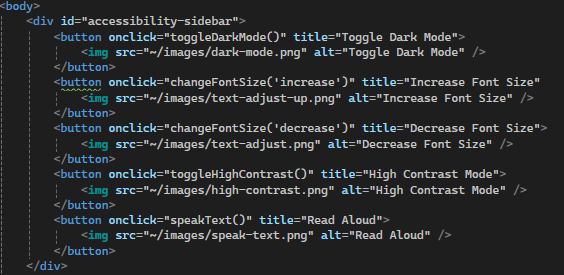 <body>
<div id="accessibility-sidebar">
<button onclick="toggleDarkMode()" title="Toggle Dark Mode">
<img src="~/images/dark-mode.png" alt="Toggle Dark Mode" />
</button>
<button onclick="changeFontSize('increase')" title="Increase Font Size"
<img src="~/images/text-adjust-up.png" alt="Increase Font Size" />
</button>
<button onclick="changeFontSize('decrease')" title="Decrease Font Size">
<img src="~/images/text-adjust.png" alt="Decrease Font Size" />
</button>
<button onclick="toggleHighContrast()" title="High Contrast Mode">
<img src="~/images/high-contrast.png" alt="High Contrast Mode" />
</button>
<button onclick="speakText()" title="Read Aloud">
<img src="~/images/speak-text.png" alt="Read Aloud" />
</button>
</div>